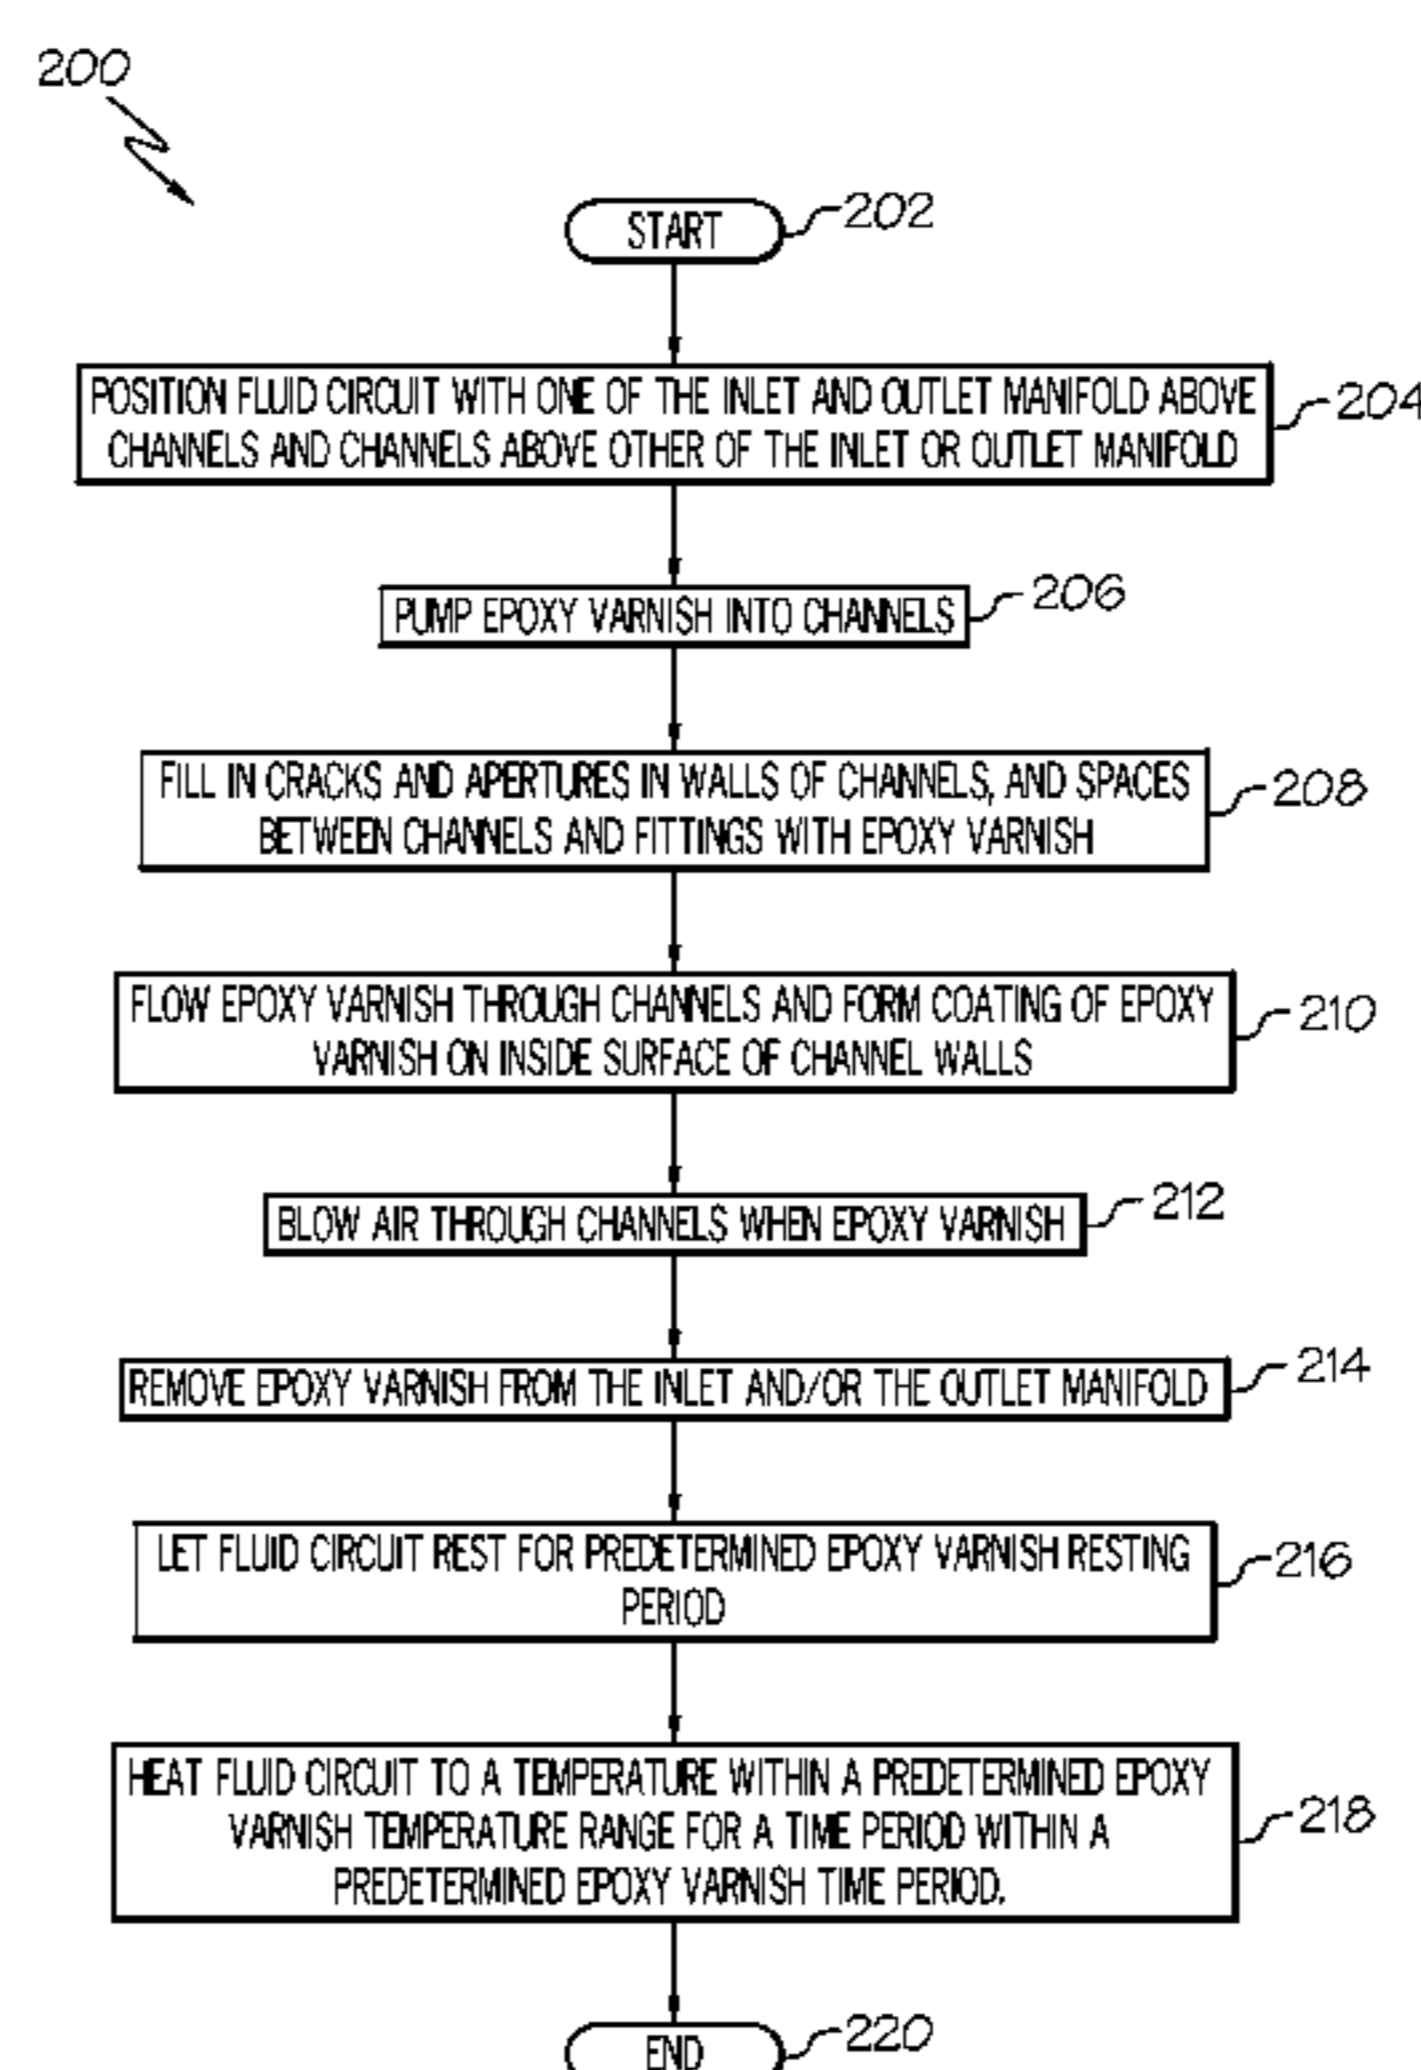 200
START
202
POSITION FLUID CIRCUIT WITH ONE OF THE INLET AND OUTLET MANIFOLD ABOVE
CHANNELS AND CHANNELS ABOVE OTHER OF THE INLET OR OUTLET MANIFOLD
204
PUMP EPOXY VARNISH INTO CHANNELS
206
FILL IN CRACKS AND APERTURES IN WALLS OF CHANNELS, AND SPACES
BETWEEN CHANNELS AND FITTINGS WITH EPOXY VARNISH
208
FLOW EPOXY VARNISH THROUGH CHANNELS AND FORM COATING OF EPOXY
VARNISH ON INSIDE SURFACE OF CHANNEL WALLS
210
BLOW AIR THROUGH CHANNELS WHEN EPOXY VARNISH
212
REMOVE EPOXY VARNISH FROM THE INLET AND/OR THE OUTLET MANIFOLD
214
LET FLUID CIRCUIT REST FOR PREDETERMINED EPOXY VARNISH RESTING
PERIOD
216
HEAT FLUID CIRCUIT TO A TEMPERATURE WITHIN A PREDETERMINED EPOXY
VARNISH TEMPERATURE RANGE FOR A TIME PERIOD WITHIN A
PREDETERMINED EPOXY VARNISH TIME PERIOD.
218
END
220